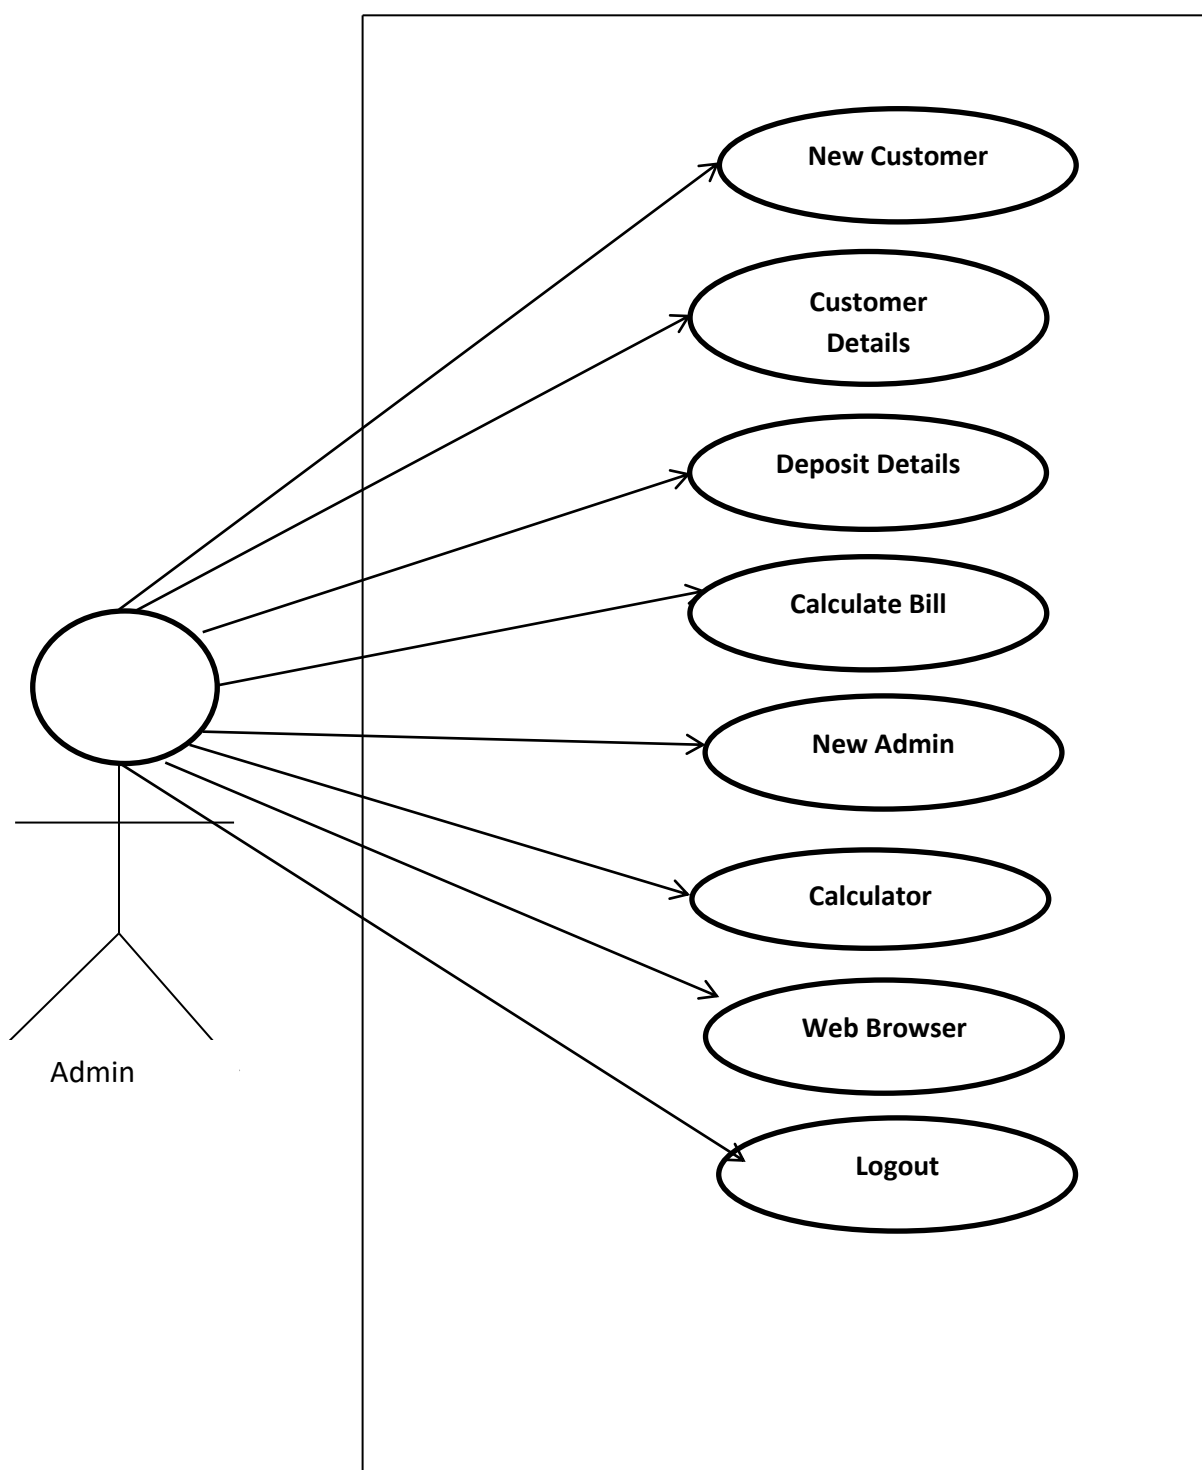 New Customer
Customer
Details
Deposit Details
Calculate Bill
New Admin
Calculator
Web Browser
Admin
Logout